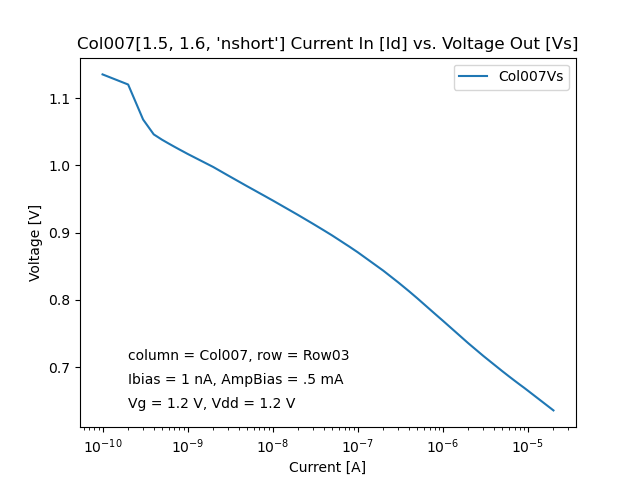 Col007[1.5, 1.6, 'nshort'] Current In [Id] vs. Voltage Out [Vs]
Col007Vs
1.1
1.0
0.9
0.8
0.7
Voltage [V]
column = Col007, row = Row03
Ibias = 1 nA, AmpBias = .5 mA
Vg = 1.2 V, Vdd = 1.2 V
10⁻¹⁰ 10⁻⁹ 10⁻⁸ 10⁻⁷ 10⁻⁶ 10⁻⁵
Current [A]